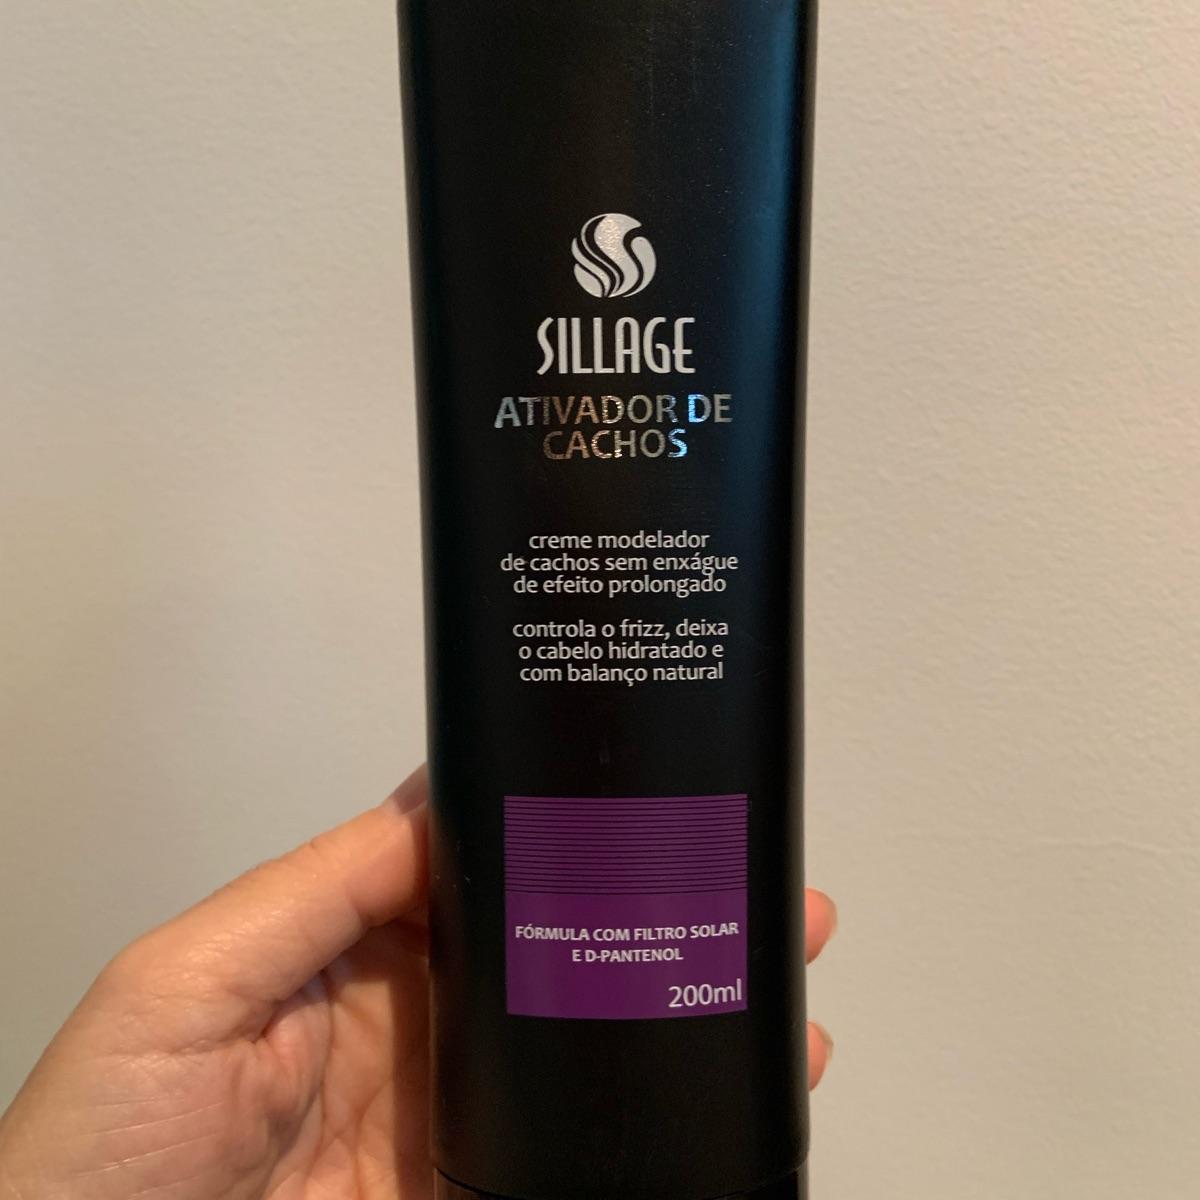 SILLAGE
ATIVADOR DE
CACHOS
creme modelador
de cachos sem enxágue
de efeito prolongado
controla o frizz, deixa
o cabelo hidratado e
com balanço natural
FÓRMULA COM FILTRO SOLAR
E D-PANTENOL
200ml